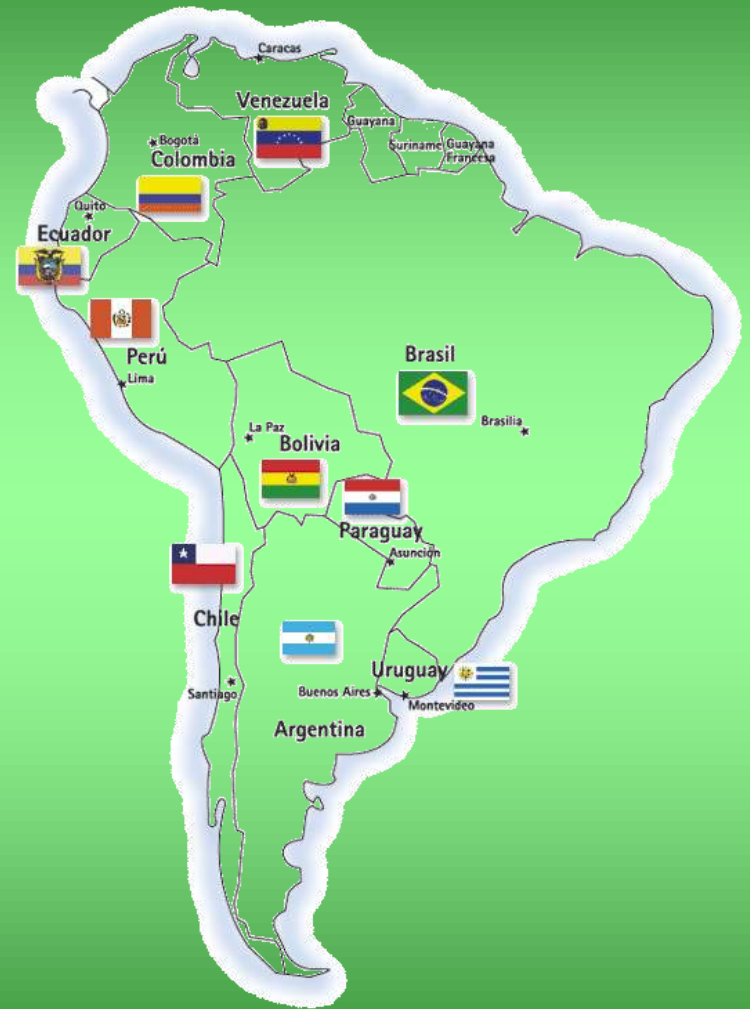 Caracas
Venezuela
Guayana
Suriname
Guayana
Francesa
Bogotá
Colombia
Quito
Ecuador
Perú
Lima
Brasil
Brasilia
La Paz
Bolivia
Paraguay
Asunción
Chile
Santiago
Uruguay
Buenos Aires
Montevideo
Argentina